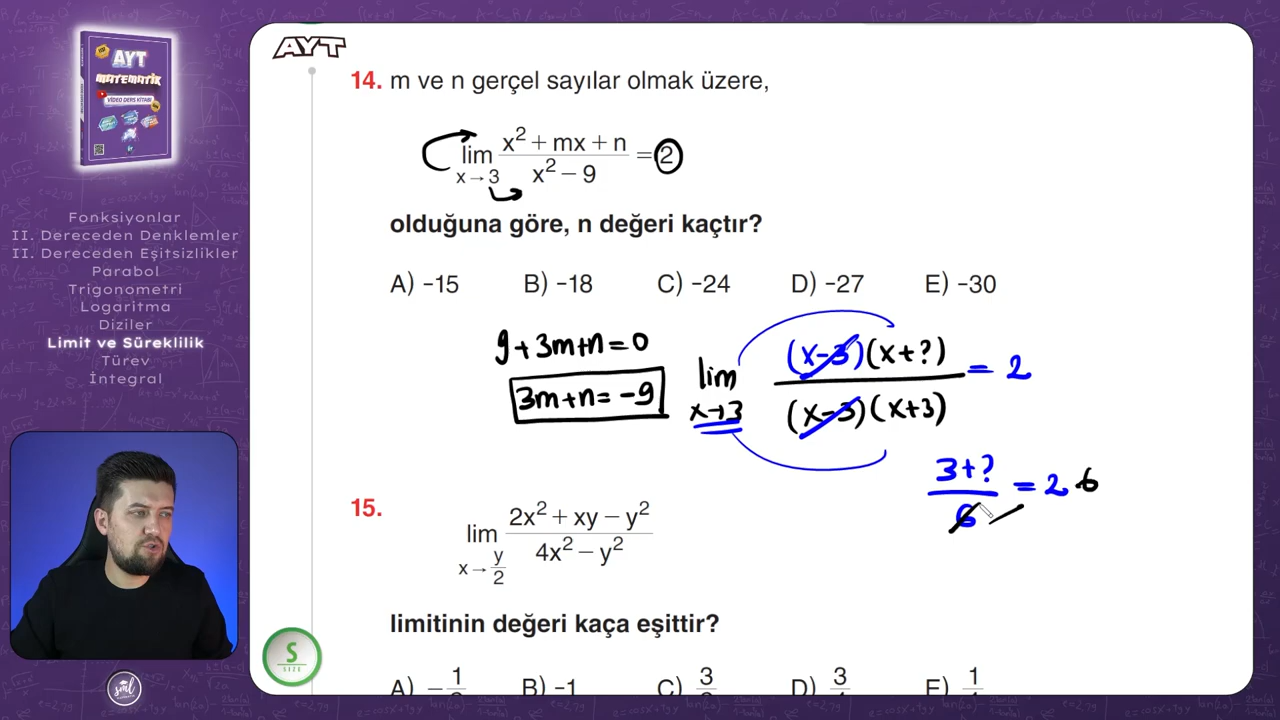 AYT
MATEMATİK
VİDEO DERS KİTABI
Fonksiyonlar
II. Dereceden Denklemler
II. Dereceden Eşitsizlikler
Parabol
Trigonometri
Logaritma
Diziler
Limit ve Süreklilik
Türev
İntegral
sml
AYT
14. m ve n gerçel sayılar olmak üzere,
lim x→3 (x² + mx + n)/(x² − 9) = 2
olduğuna göre, n değeri kaçtır?
A) -15 B) -18 C) -24 D) -27 E) -30
9+3m+n=0
3m+n=-9
lim x→3 ((x-3)(x+?))/((x-3)(x+3)) = 2
(3+?)/6 = 2 6
15. lim x→y/2 (2x² + xy − y²)/(4x² − y²)
limitinin değeri kaça eşittir?
S
SIZE